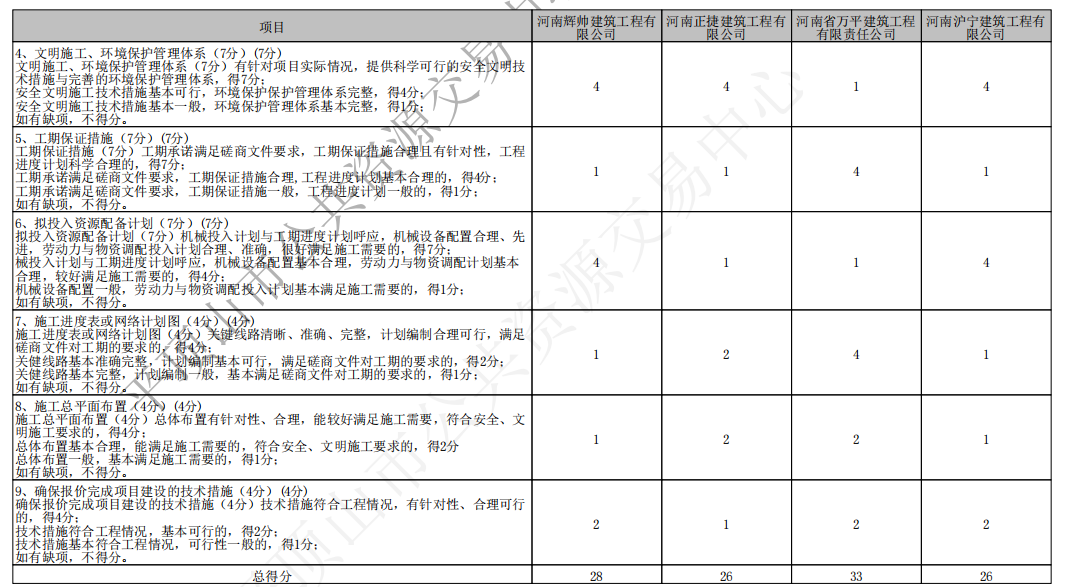 项目
河南辉帅建筑工程有
限公司
河南正捷建筑工程有
限公司
河南省万平建筑工程
有限责任公司
河南沪宁建筑工程有
限公司
4、文明施工、环境保护管理体系（7分）(7分)
文明施工、环境保护管理体系（7分）有针对项目实际情况，提供科学可行的安全文明技
术措施与完善的环境保护管理体系，得7分；
安全文明施工技术措施基本可行，环境保护保护管理体系完整，得4分；
安全文明施工技术措施基本一般，环境保护管理体系基本完整，得1分；
如有缺项，不得分。
4
4
1
4
5、工期保证措施（7分）(7分)
工期保证措施（7分）工期承诺满足磋商文件要求，工期保证措施合理且有针对性，工程
进度计划科学合理的，得7分；
工期承诺满足磋商文件要求，工期保证措施合理,工程进度计划基本合理的，得4分；
工期承诺满足磋商文件要求，工期保证措施一般，工程进度计划一般的，得1分；
如有缺项，不得分。
1
1
4
1
6、拟投入资源配备计划（7分）(7分)
拟投入资源配备计划（7分）机械投入计划与工期进度计划呼应，机械设备配置合理、先
进，劳动力与物资调配投入计划合理、准确，很好满足施工需要的，得7分；
械投入计划与工期进度计划呼应，机械设备配置基本合理，劳动力与物资调配计划基本
合理，较好满足施工需要的，得4分；
机械设备配置一般，劳动力与物资调配投入计划基本满足施工需要的，得1分；
如有缺项，不得分。
4
1
1
4
7、施工进度表或网络计划图（4分）(4分)
施工进度表或网络计划图（4分）关键线路清晰、准确、完整，计划编制合理可行，满足
磋商文件对工期的要求的，得4分；
关健线路基本准确完整，计划编制基本可行，满足磋商文件对工期的要求的，得2分；
关健线路基本完整，计划编制一般，基本满足磋商文件对工期的要求的，得1分；
如有缺项，不得分。
1
2
4
1
8、施工总平面布置（4分）(4分)
施工总平面布置（4分）总体布置有针对性、合理，能较好满足施工需要，符合安全、文
明施工要求的，得4分；
总体布置基本合理，能满足施工需要的，符合安全、文明施工要求的，得2分
总体布置一般，基本满足施工需要的，得1分；
如有缺项，不得分。
1
2
2
1
9、确保报价完成项目建设的技术措施（4分）(4分)
确保报价完成项目建设的技术措施（4分）技术措施符合工程情况，有针对性、合理可行
的，得4分；
技术措施符合工程情况，基本可行的，得2分；
技术措施基本符合工程情况，可行性一般的，得1分；
如有缺项，不得分。
2
1
2
2
总得分
28
26
33
26
平顶山市公共资源交易中
顶山市公共资源交易中心